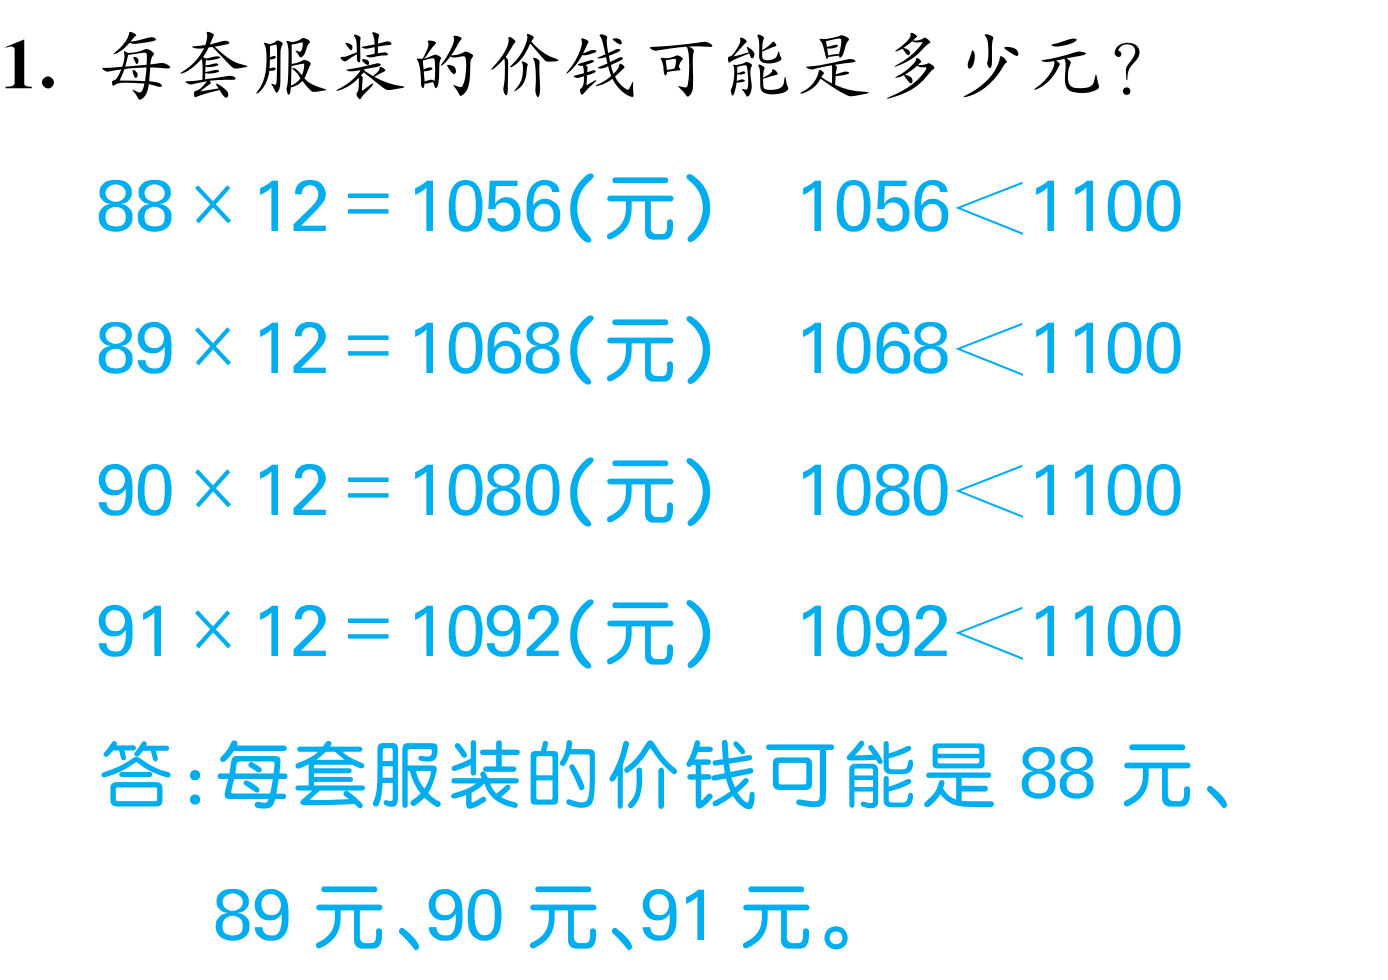 1. 每套服装的价钱可能是多少元？
88 × 12 = 1056(元) 1056<1100
89 × 12 = 1068(元) 1068<1100
90 × 12 = 1080(元) 1080<1100
91 × 12 = 1092(元) 1092<1100
答:每套服装的价钱可能是 88 元、
89 元、90 元、91 元。